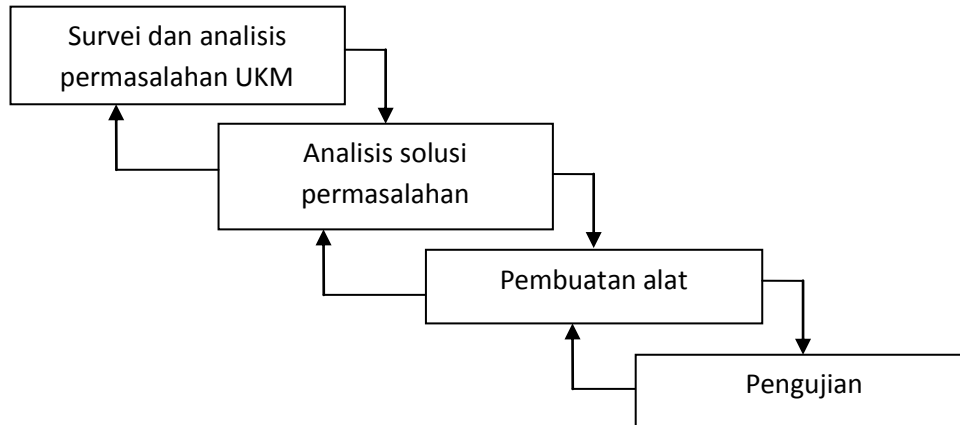 Survei dan analisis
permasalahan UKM
Analisis solusi
permasalahan
Pembuatan alat
Pengujian